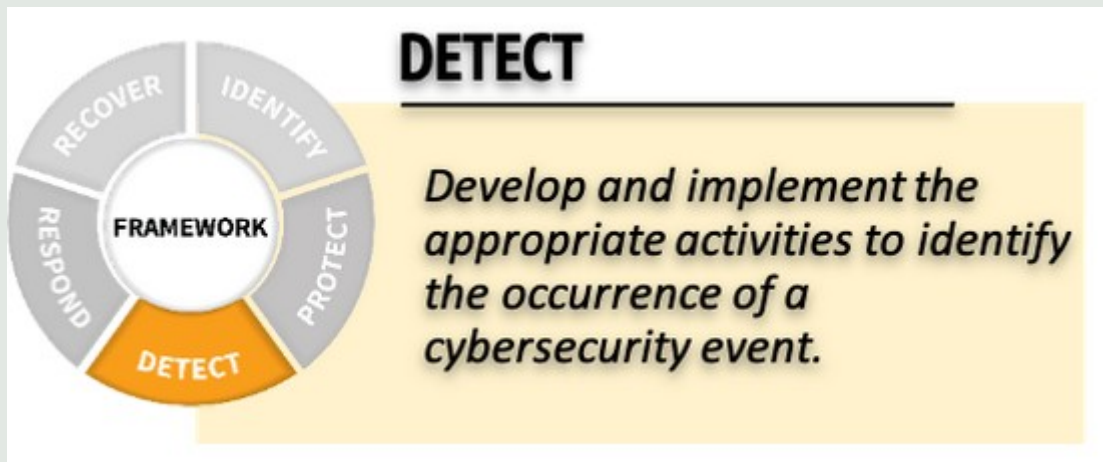 DETECT
RECOVER
IDENTIFY
FRAMEWORK
RESPOND
PROTECT
DETECT
Develop and implement the
appropriate activities to identify
the occurrence of a
cybersecurity event.